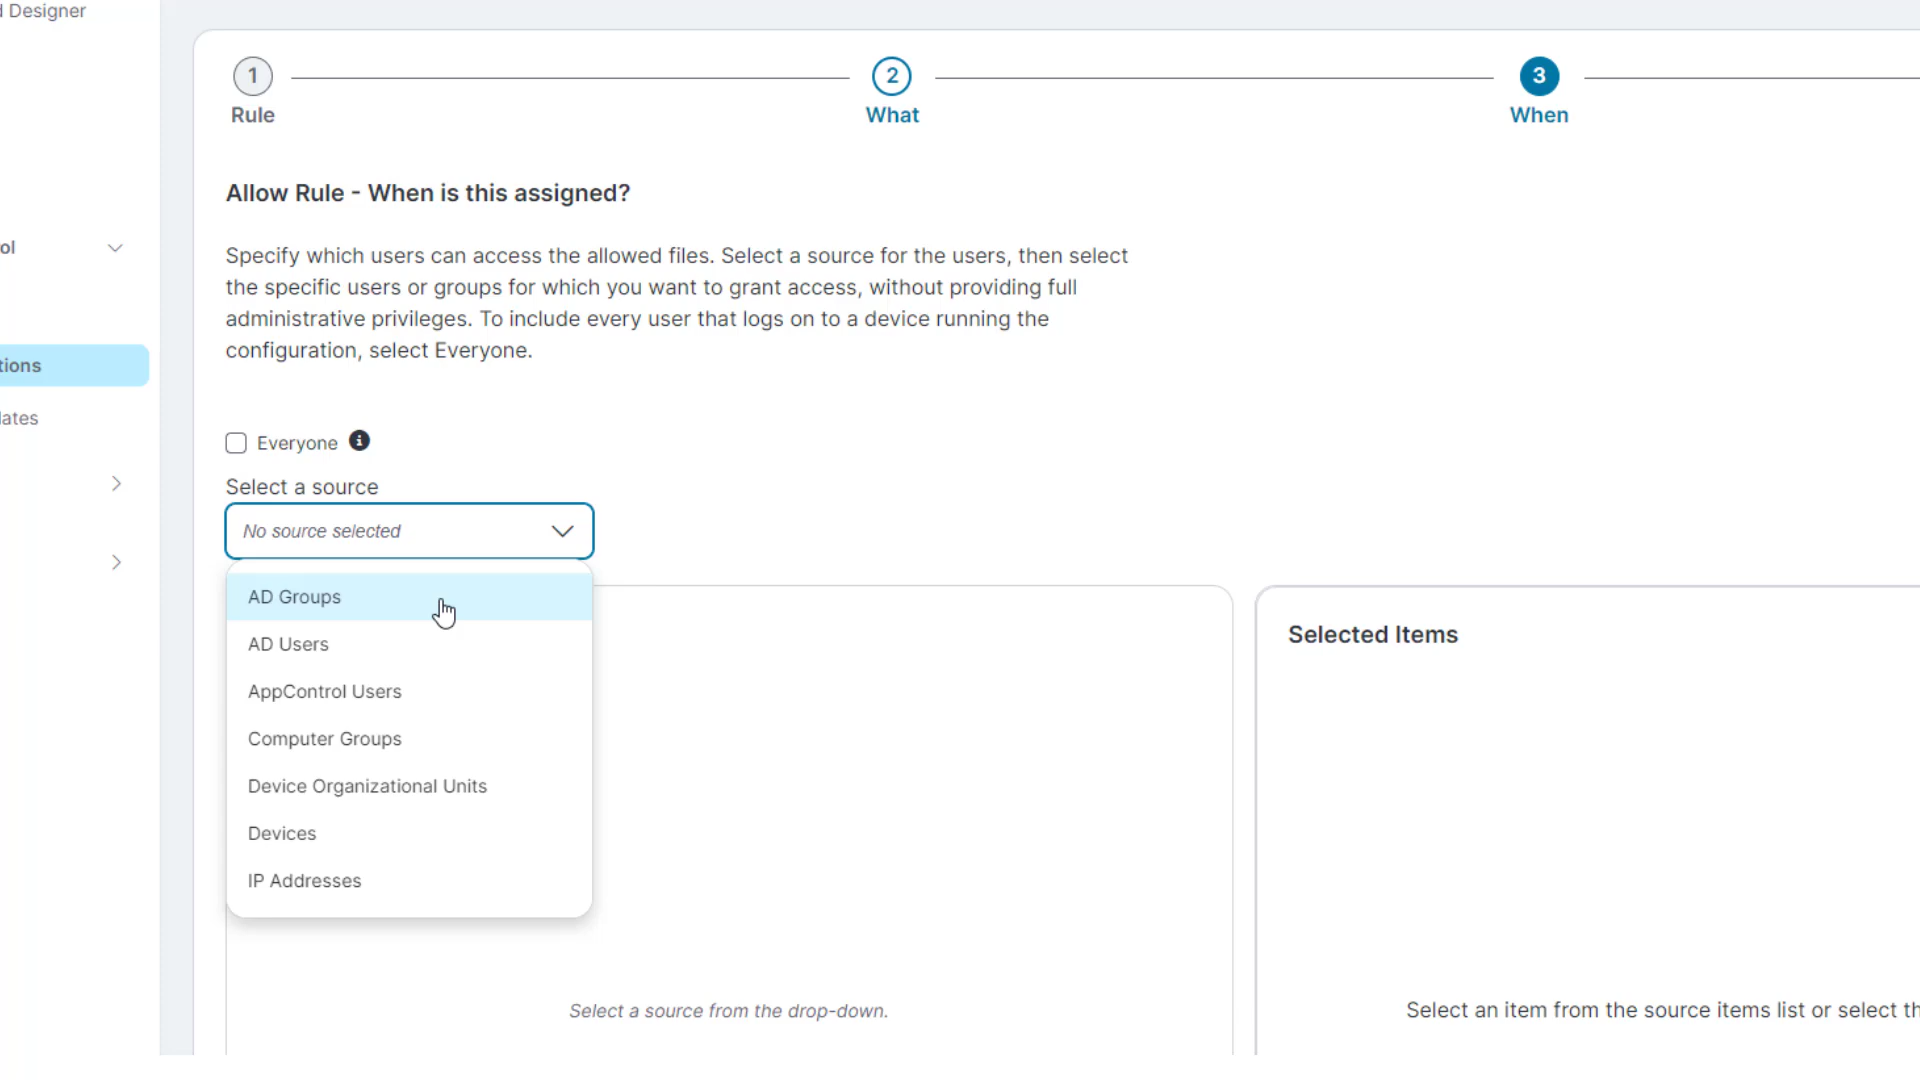 d Designer
1
2
3
Rule
What
When
Allow Rule - When is this assigned?
ol
Specify which users can access the allowed files. Select a source for the users, then select
the specific users or groups for which you want to grant access, without providing full
administrative privileges. To include every user that logs on to a device running the
configuration, select Everyone.
tions
lates
Everyone
Select a source
No source selected
AD Groups
AD Users
AppControl Users
Computer Groups
Device Organizational Units
Devices
IP Addresses
Selected Items
Select a source from the drop-down.
Select an item from the source items list or select th